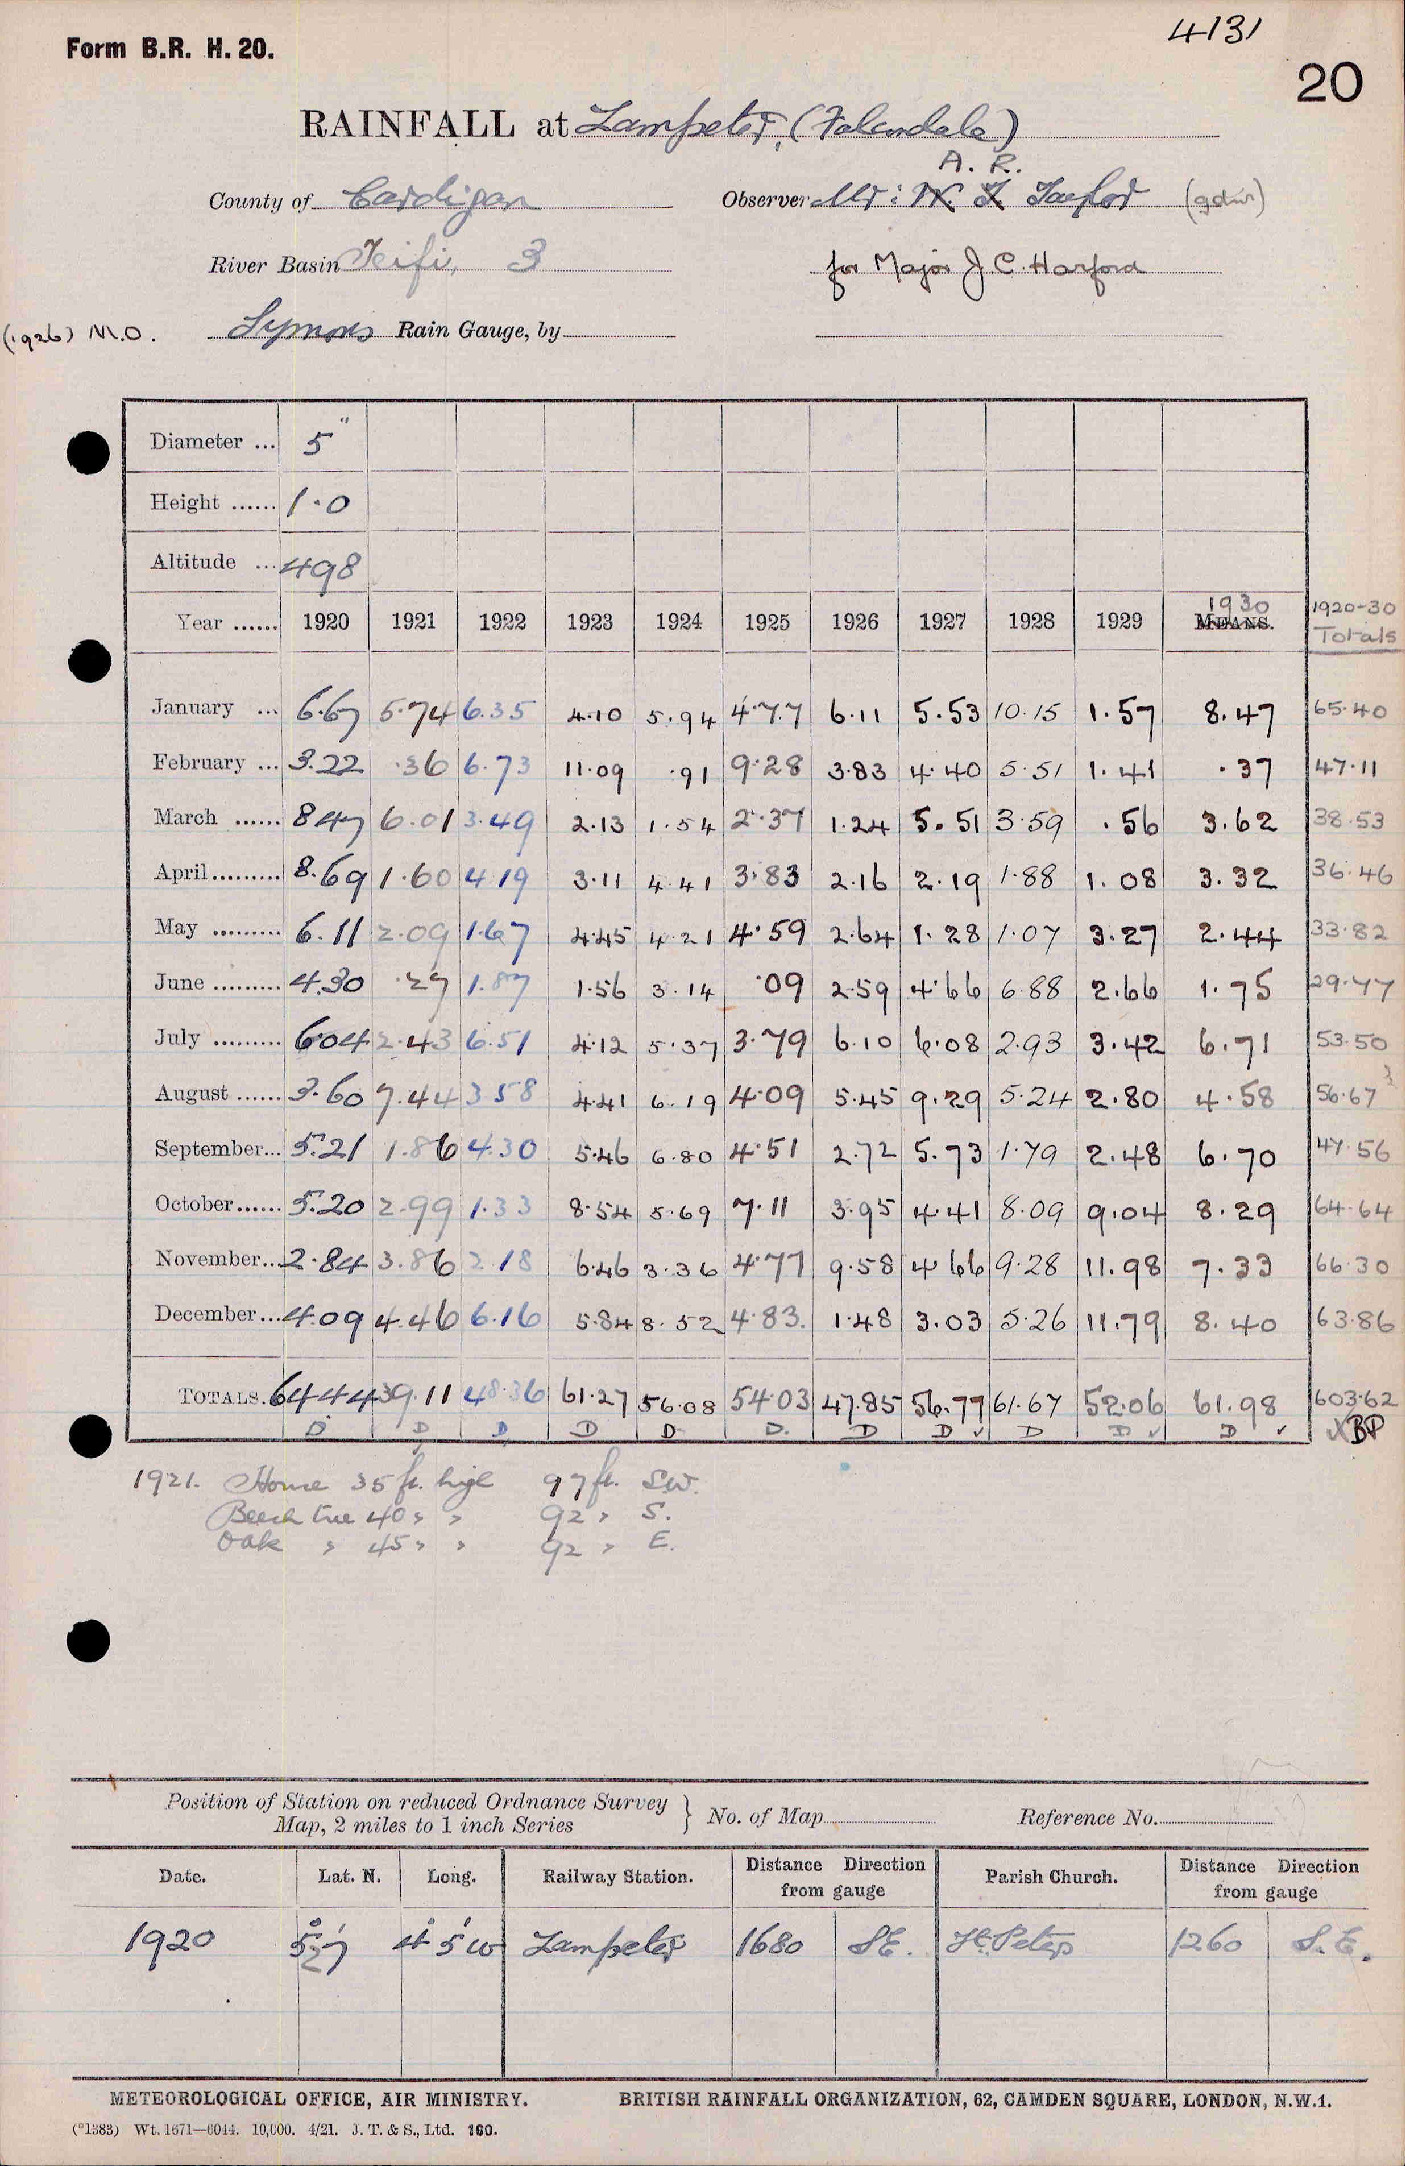 Form B.R. H. 20.
4131
20
RAINFALL at Lampeter, (Falcondale)
A. R.
County of Cardigan Observer Mr: W. F. Taylor (gdnr)
River Basin Teifi, 3 for Major J C. Harford
(1926) M.O. Symons Rain Gauge, by
Diameter ... 5"
Height ...... 1.0
Altitude ... 498
Year ...... 1920 1921 1922 1923 1924 1925 1926 1927 1928 1929 1930 MEANS. 1920-30 Totals
January ... 6.67 5.74 6.35 4.10 5.94 4.77 6.11 5.53 10.15 1.57 8.47 65.40
February ... 3.22 .36 6.73 11.09 .91 9.28 3.83 4.40 5.51 1.41 .37 47.11
March ...... 8.47 6.01 3.49 2.13 1.54 2.37 1.24 5.51 3.59 .56 3.62 38.53
April ......... 8.69 1.60 4.19 3.11 4.41 3.83 2.16 2.19 1.88 1.08 3.32 36.46
May ......... 6.11 2.09 1.67 4.45 4.21 4.59 2.64 1.28 1.07 3.27 2.44 33.82
June ......... 4.30 .27 1.87 1.56 3.14 .09 2.59 4.66 6.88 2.66 1.75 29.77
July ......... 6.04 2.43 6.51 4.12 5.37 3.79 6.10 6.08 2.93 3.42 6.71 53.50
August ...... 3.60 7.44 3.58 4.41 6.19 4.09 5.45 9.29 5.24 2.80 4.58 56.67
September... 5.21 1.86 4.30 5.46 6.80 4.51 2.72 5.73 1.79 2.48 6.70 47.56
October...... 5.20 2.99 1.33 8.54 5.69 7.11 3.95 4.41 8.09 9.04 8.29 64.64
November... 2.84 3.86 2.18 6.46 3.36 4.77 9.58 4.66 9.28 11.98 7.33 66.30
December ... 4.09 4.46 6.16 5.84 8.52 4.83. 1.48 3.03 5.26 11.79 8.40 63.86
TOTALS. 64.44 39.11 48.36 61.27 56.08 54.03 47.85 56.77 61.67 52.06 61.98 603.62
D D D D D D. D D ✓ D D ✓ D ✓ BP
1921. House 35 ft. high 97 ft. SW.
Beech tree 40 " " 92 " S.
Oak " 45 " " 92 " E.
Position of Station on reduced Ordnance Survey Map, 2 miles to 1 inch Series } No. of Map Reference No.
Date. Lat. N. Long. Railway Station. Distance Direction from gauge Parish Church. Distance Direction from gauge
1920 52° 7' 4° 5' W Lampeter 1680 SE. St. Peters 1260 S.E.
METEOROLOGICAL OFFICE, AIR MINISTRY. BRITISH RAINFALL ORGANIZATION, 62, CAMDEN SQUARE, LONDON, N.W.1.
(*1383) Wt. 1671—6044. 10,000. 4/21. J. T. & S., Ltd. 160.